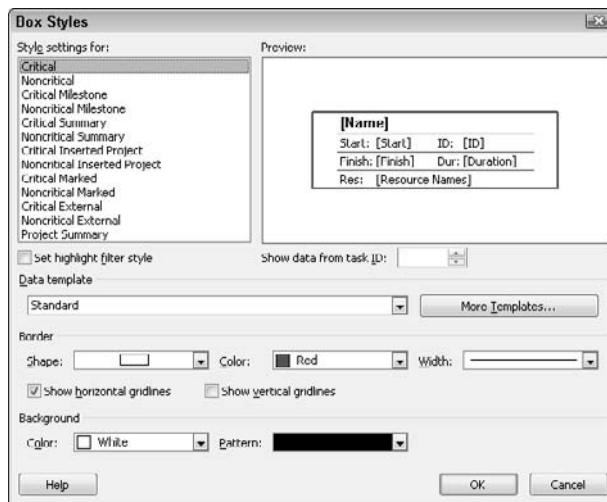 Dox Styles
Style settings for:
Critical
Noncritical
Critical Milestone
Noncritical Milestone
Critical Summary
Noncritical Summary
Critical Inserted Project
Noncritical Inserted Project
Critical Marked
Noncritical Marked
Critical External
Noncritical External
Project Summary
Preview:
[Name]
Start: [Start] ID: [ID]
Finish: [Finish] Dur: [Duration]
Res: [Resource Names]
Set highlight filter style
Show data from task ID:
Data template
Standard
More Templates...
Border
Shape:
Color: Red
Width:
Show horizontal gridlines
Show vertical gridlines
Background
Color: White
Pattern:
Help
OK
Cancel